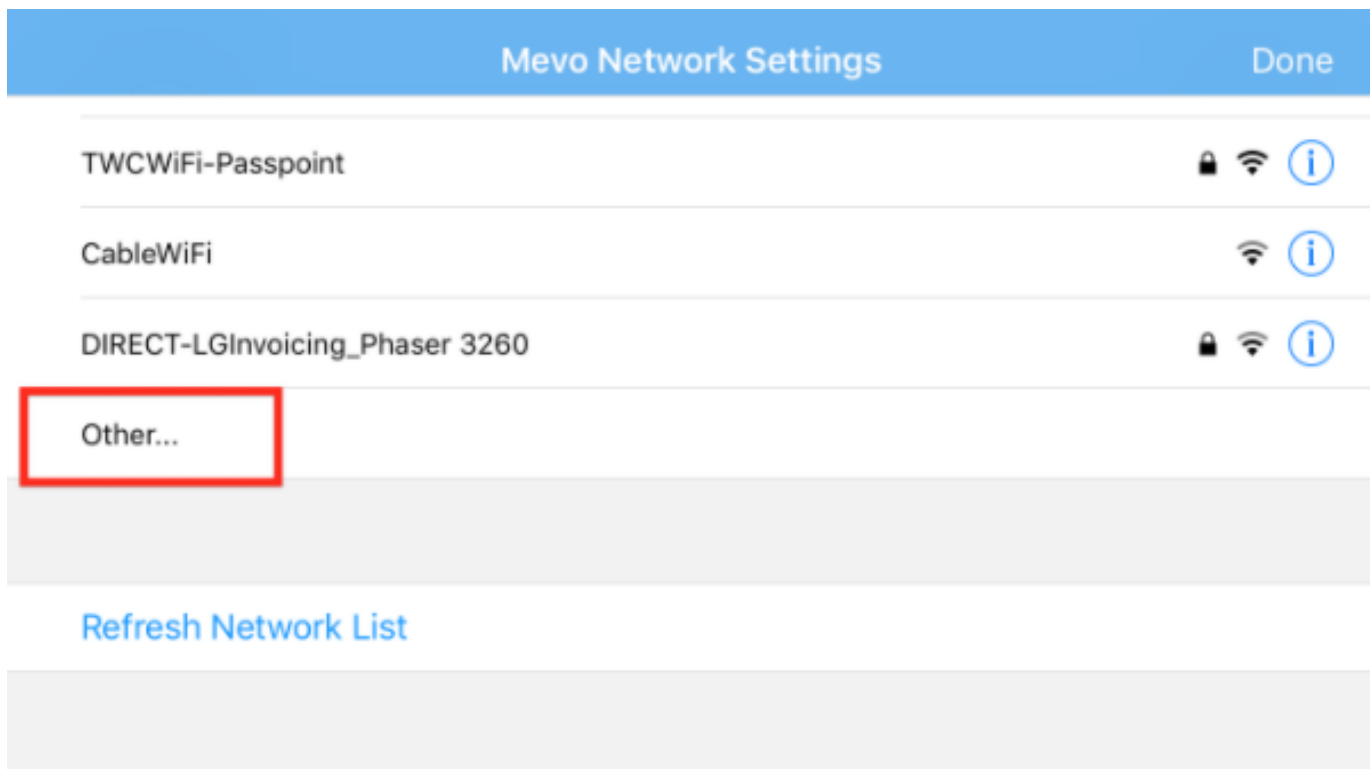 Mevo Network Settings
Done
TWCWiFi-Passpoint
CableWiFi
DIRECT-LGInvoicing_Phaser 3260
Other...
Refresh Network List